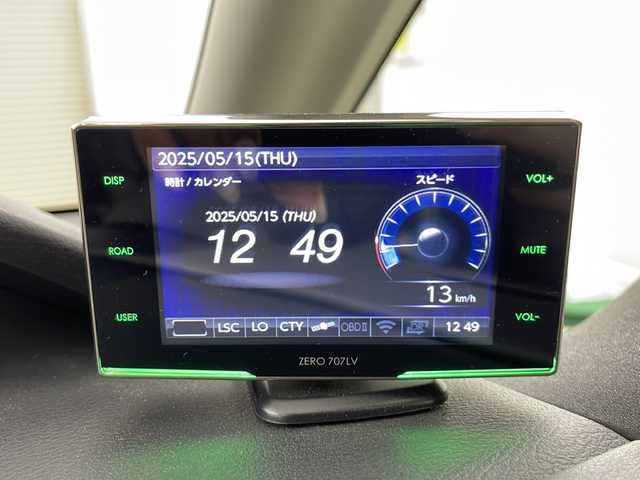 2025/05/15(THU)
時計 / カレンダー
スピード
2025/05/15 (THU)
12 49
13 km/h
LSC LO CTY OBDⅡ 12 49
DISP
ROAD
USER
VOL+
MUTE
VOL-
ZERO 707LV